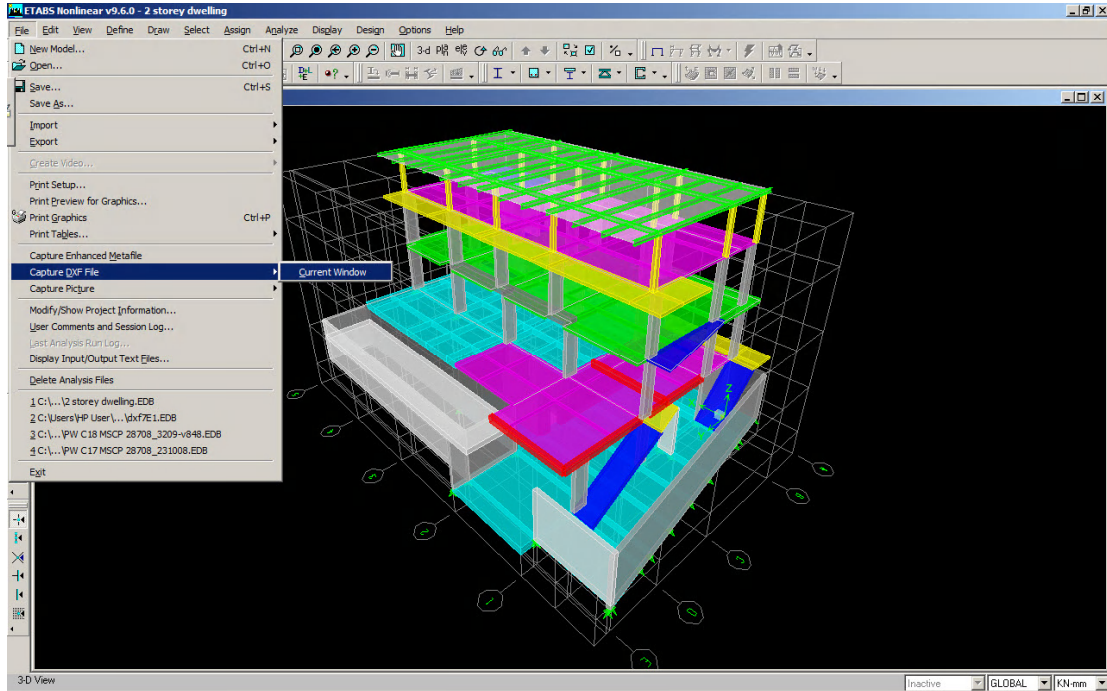 ETABS Nonlinear v9.6.0 - 2 storey dwelling
File Edit View Define Draw Select Assign Analyze Display Design Options Help
New Model... Ctrl+N
Open... Ctrl+O
Save... Ctrl+S
Save As...
Import
Export
Create Video...
Print Setup...
Print Preview for Graphics...
Print Graphics Ctrl+P
Print Tables...
Capture Enhanced Metafile
Capture DXF File
Current Window
Capture Picture
Modify/Show Project Information...
User Comments and Session Log...
Last Analysis Run Log...
Display Input/Output Text Files...
Delete Analysis Files
1 C:\...\2 storey dwelling.EDB
2 C:\Users\HP User\...\dxf7E1.EDB
3 C:\...\PW C18 MSCP 28708_3209-v848.EDB
4 C:\...\PW C17 MSCP 28708_231008.EDB
Exit
3-d
Z
1
2
3
3-D View
Inactive
GLOBAL
KN-mm